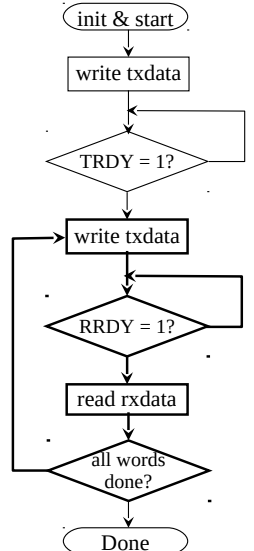 init & start
write txdata
TRDY = 1?
write txdata
RRDY = 1?
read rxdata
all words
done?
Done